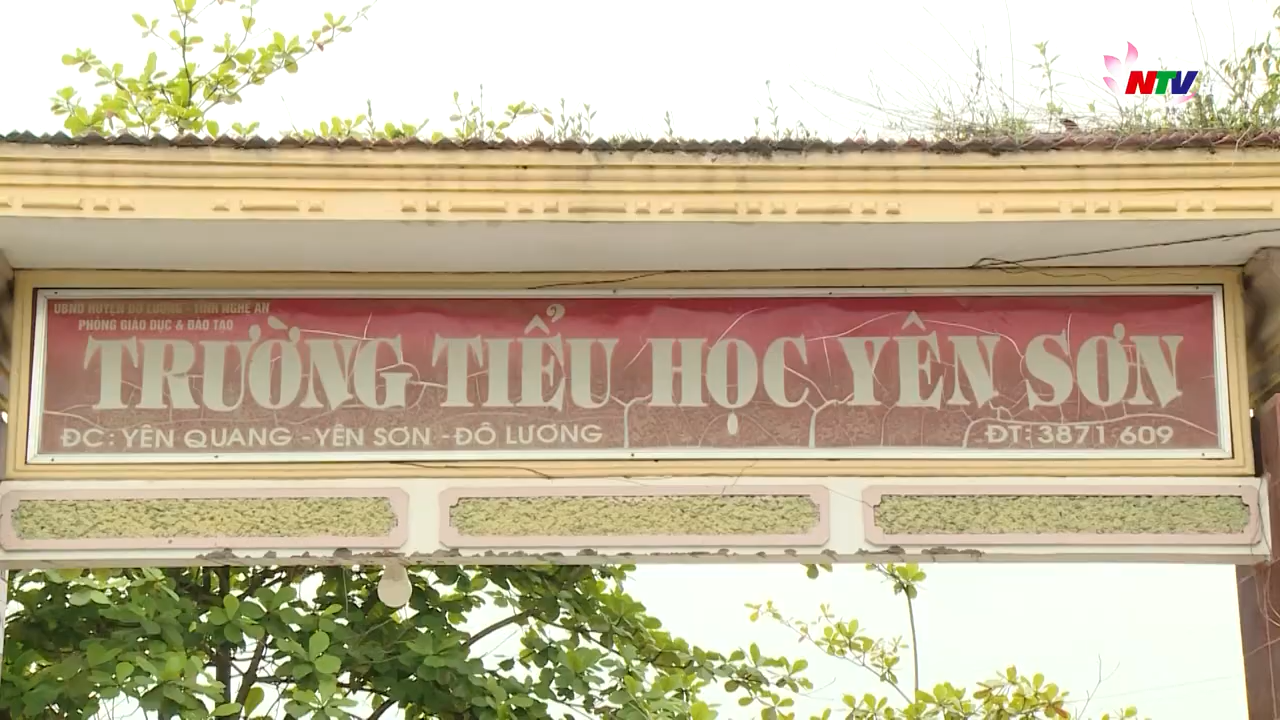 NTV
UBND HUYỆN ĐÔ LƯƠNG - TỈNH NGHỆ AN
PHÒNG GIÁO DỤC & ĐÀO TẠO
TRƯỜNG TIỂU HỌC YÊN SƠN
ĐC: YÊN QUANG - YÊN SƠN - ĐÔ LƯƠNG
ĐT: 3871 609